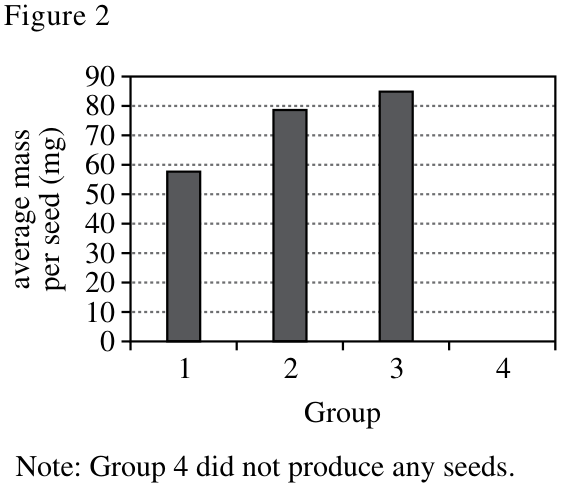 Figure 2
average mass
per seed (mg)
90
80
70
60
50
40
30
20
10
0
1 2 3 4
Group
Note: Group 4 did not produce any seeds.